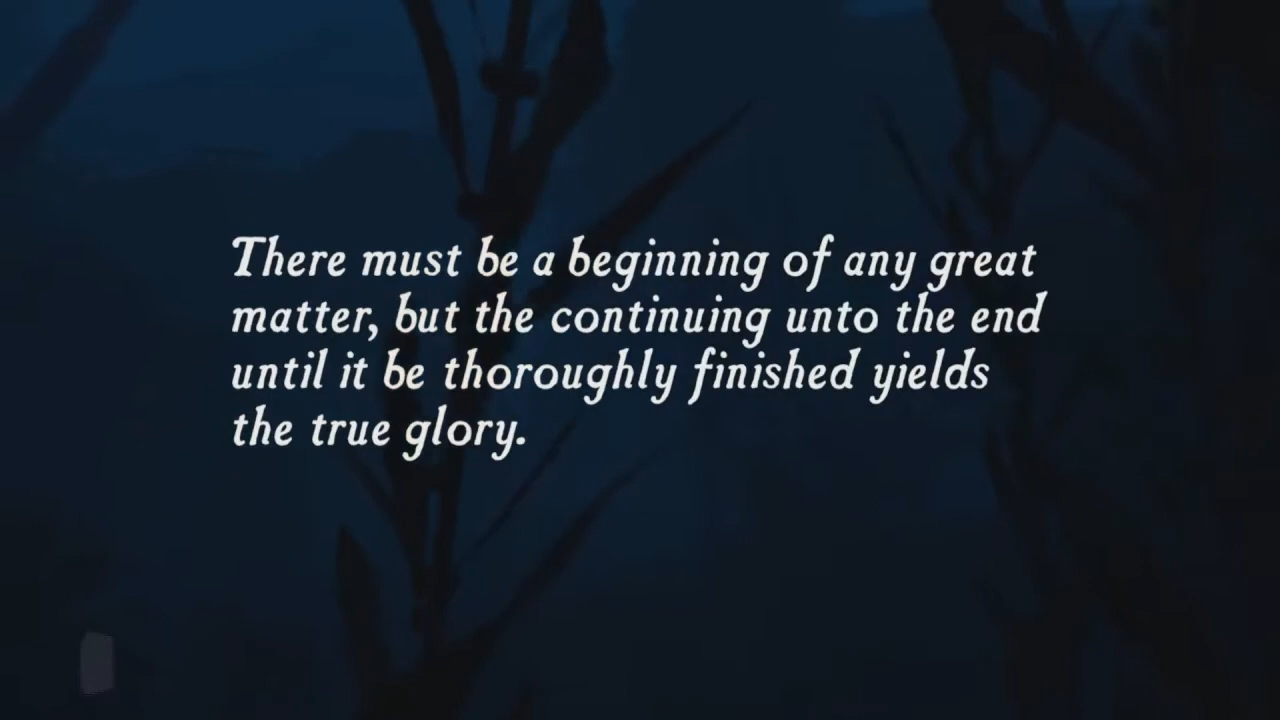 There must be a beginning of any great
matter, but the continuing unto the end
until it be thoroughly finished yields
the true glory.